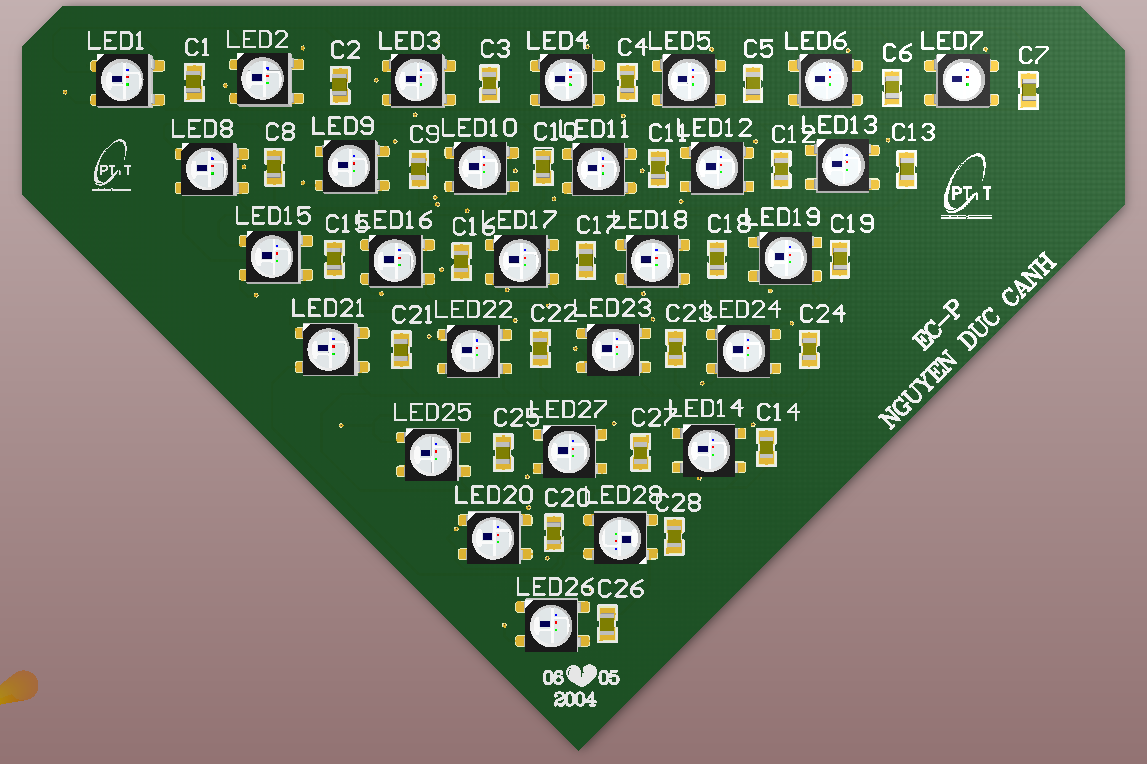 LED1 C1 LED2 C2 LED3 C3 LED4 C4 LED5 C5 LED6 C6 LED7 C7
LED8 C8 LED9 C9 LED10 C10 LED11 C11 LED12 C12 LED13 C13
PTIT
PTIT
LED15 C15 LED16 C16 LED17 C17 LED18 C18 LED19 C19
LED21 C21 LED22 C22 LED23 C23 LED24 C24
EC-P
NGUYEN DUC CANH
LED25 C25 LED27 C27 LED14 C14
LED20 C20 LED28 C28
LED26 C26
06 05
2004